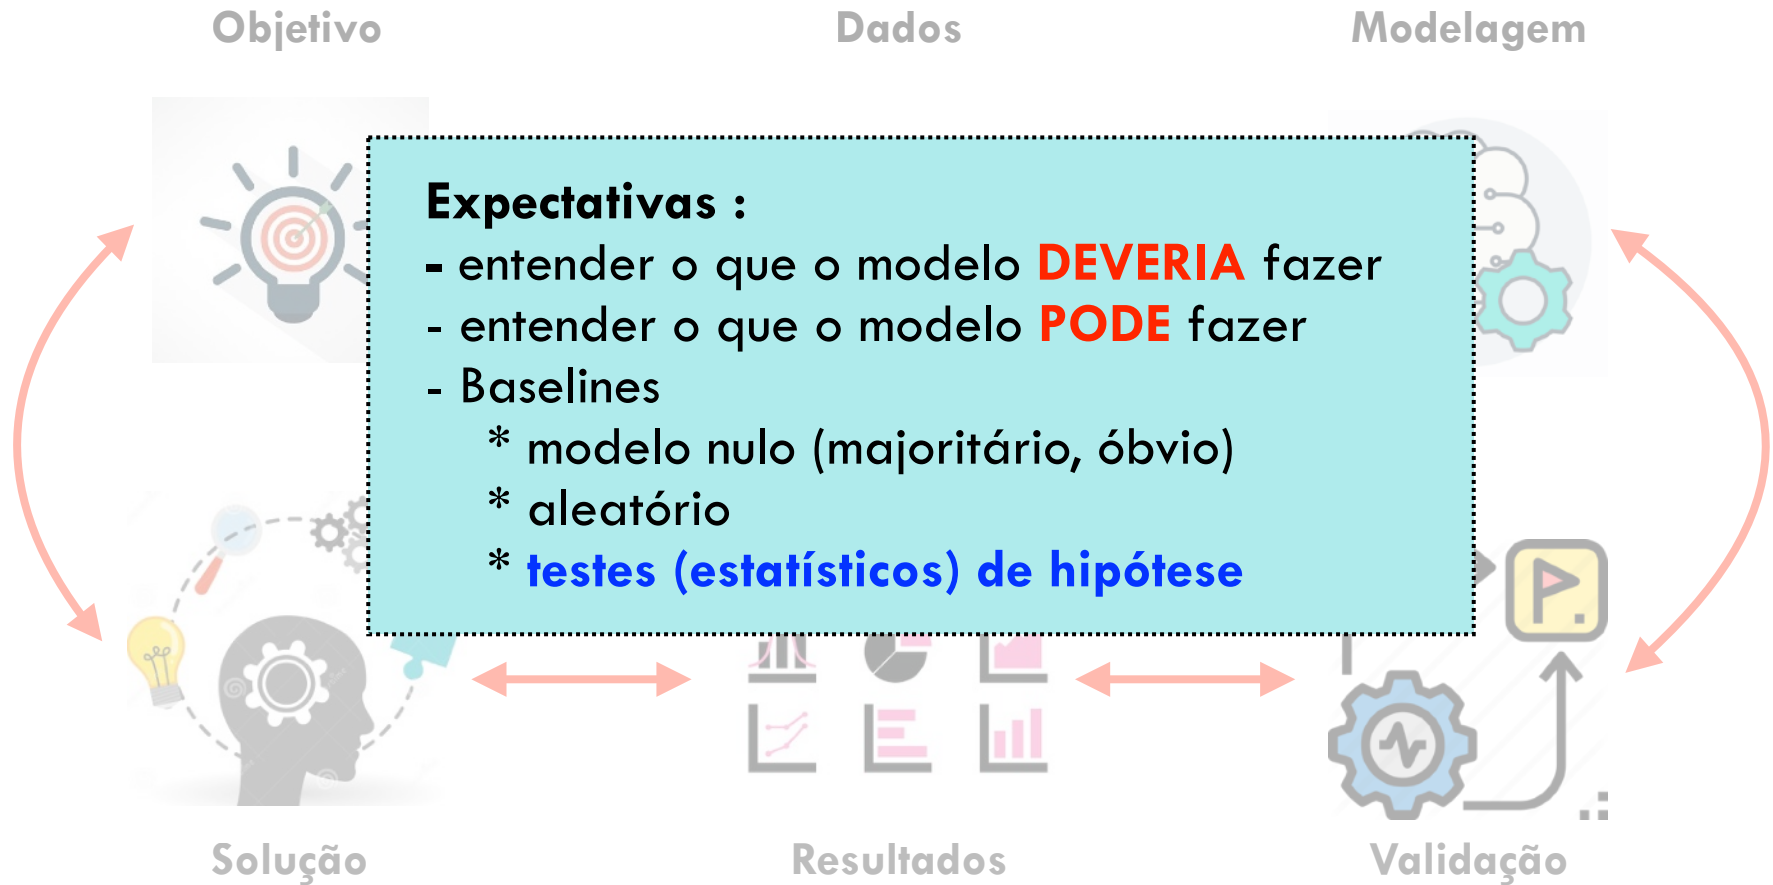 Objetivo
Dados
Modelagem
Expectativas :
- entender o que o modelo DEVERIA fazer
- entender o que o modelo PODE fazer
- Baselines
* modelo nulo (majoritário, óbvio)
* aleatório
* testes (estatísticos) de hipótese
Solução
Resultados
Validação